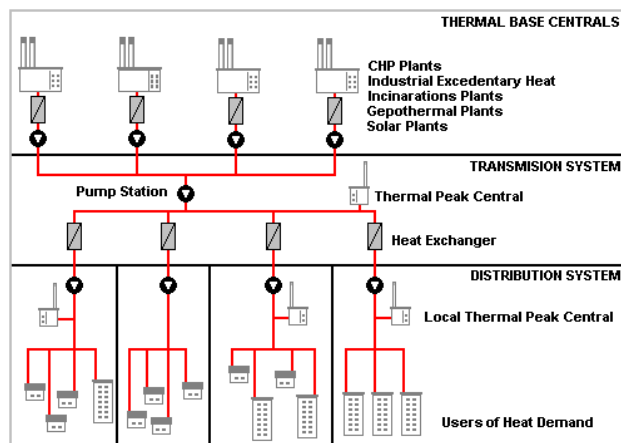 THERMAL BASE CENTRALS
CHP Plants
Industrial Excedentary Heat
Incinarations Plants
Gepothermal Plants
Solar Plants
TRANSMISION SYSTEM
Pump Station
Thermal Peak Central
Heat Exchanger
DISTRIBUTION SYSTEM
Local Thermal Peak Central
Users of Heat Demand